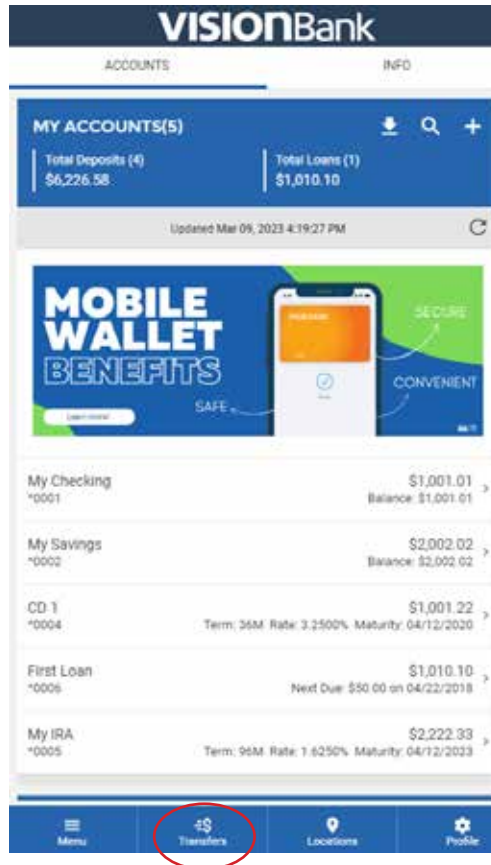 VISIONBank
ACCOUNTS INFO
MY ACCOUNTS(5)
Total Deposits (4) Total Loans (1)
$6,226.58 $1,010.10
Updated Mar 09, 2023 4:19:27 PM
MOBILE
WALLET
BENEFITS
SECURE
CONVENIENT
SAFE
Learn more!
My Checking $1,001.01
*0001 Balance: $1,001.01
My Savings $2,002.02
*0002 Balance: $2,002.02
CD 1 $1,001.22
*0004 Term: 36M Rate: 3.2500% Maturity: 04/12/2020
First Loan $1,010.10
*0006 Next Due: $50.00 on 04/22/2018
My IRA $2,222.33
*0005 Term: 96M Rate: 1.6250% Maturity: 04/12/2023
Menu Transfers Locations Profile